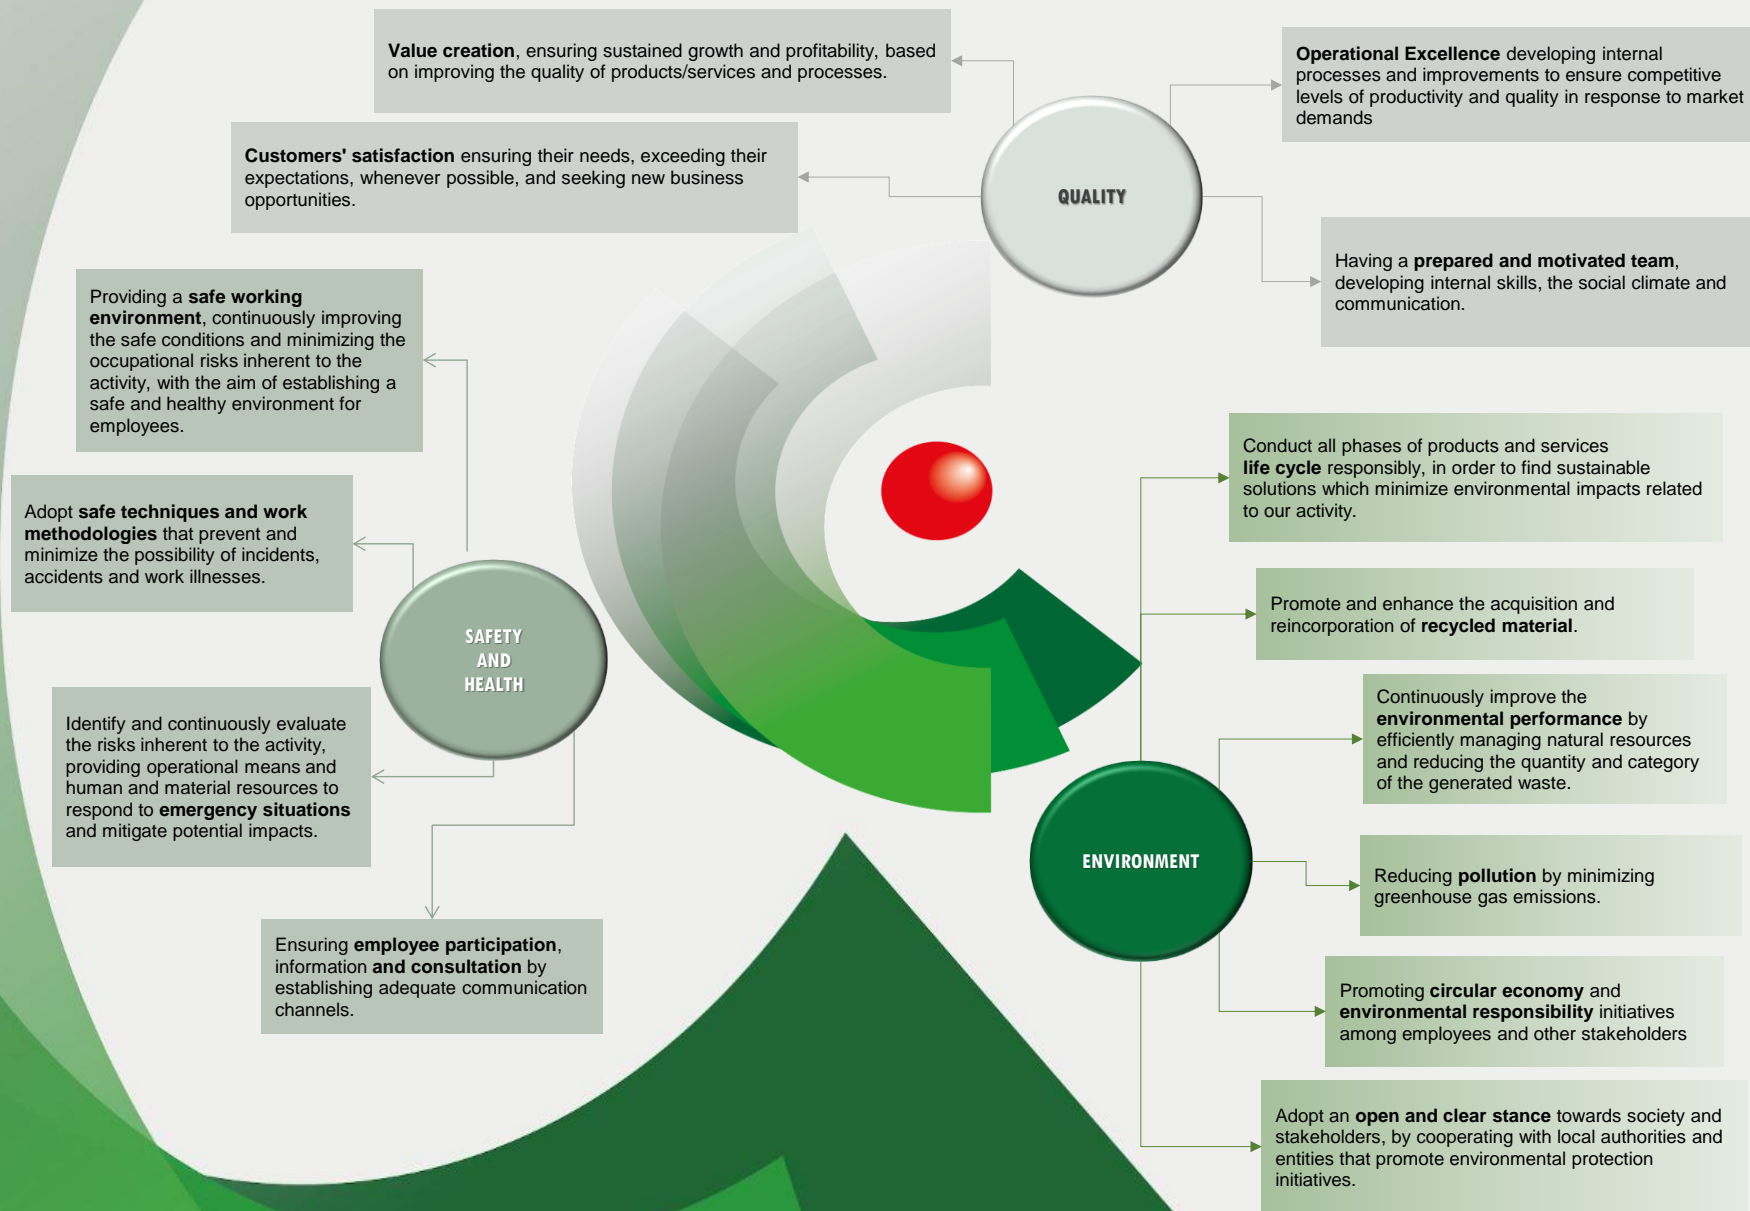 Value creation, ensuring sustained growth and profitability, based
on improving the quality of products/services and processes.
Operational Excellence developing internal
processes and improvements to ensure competitive
levels of productivity and quality in response to market
demands
Customers' satisfaction ensuring their needs, exceeding their
expectations, whenever possible, and seeking new business
opportunities.
QUALITY
Having a prepared and motivated team,
developing internal skills, the social climate and
communication.
Providing a safe working
environment, continuously improving
the safe conditions and minimizing the
occupational risks inherent to the
activity, with the aim of establishing a
safe and healthy environment for
employees.
Adopt safe techniques and work
methodologies that prevent and
minimize the possibility of incidents,
accidents and work illnesses.
SAFETY
AND
HEALTH
Identify and continuously evaluate
the risks inherent to the activity,
providing operational means and
human and material resources to
respond to emergency situations
and mitigate potential impacts.
Ensuring employee participation,
information and consultation by
establishing adequate communication
channels.
Conduct all phases of products and services
life cycle responsibly, in order to find sustainable
solutions which minimize environmental impacts related
to our activity.
Promote and enhance the acquisition and
reincorporation of recycled material.
Continuously improve the
environmental performance by
efficiently managing natural resources
and reducing the quantity and category
of the generated waste.
ENVIRONMENT
Reducing pollution by minimizing
greenhouse gas emissions.
Promoting circular economy and
environmental responsibility initiatives
among employees and other stakeholders
Adopt an open and clear stance towards society and
stakeholders, by cooperating with local authorities and
entities that promote environmental protection
initiatives.